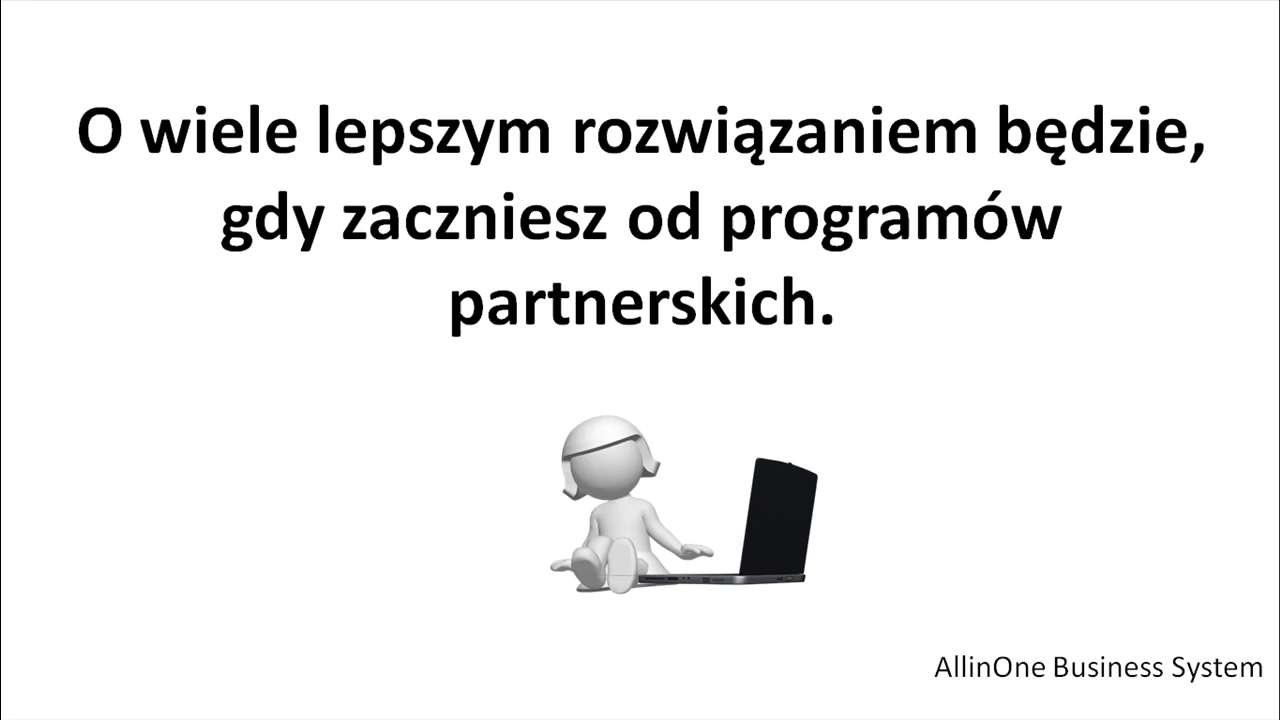 O wiele lepszym rozwiązaniem będzie,
gdy zaczniesz od programów
partnerskich.
AllinOne Business System